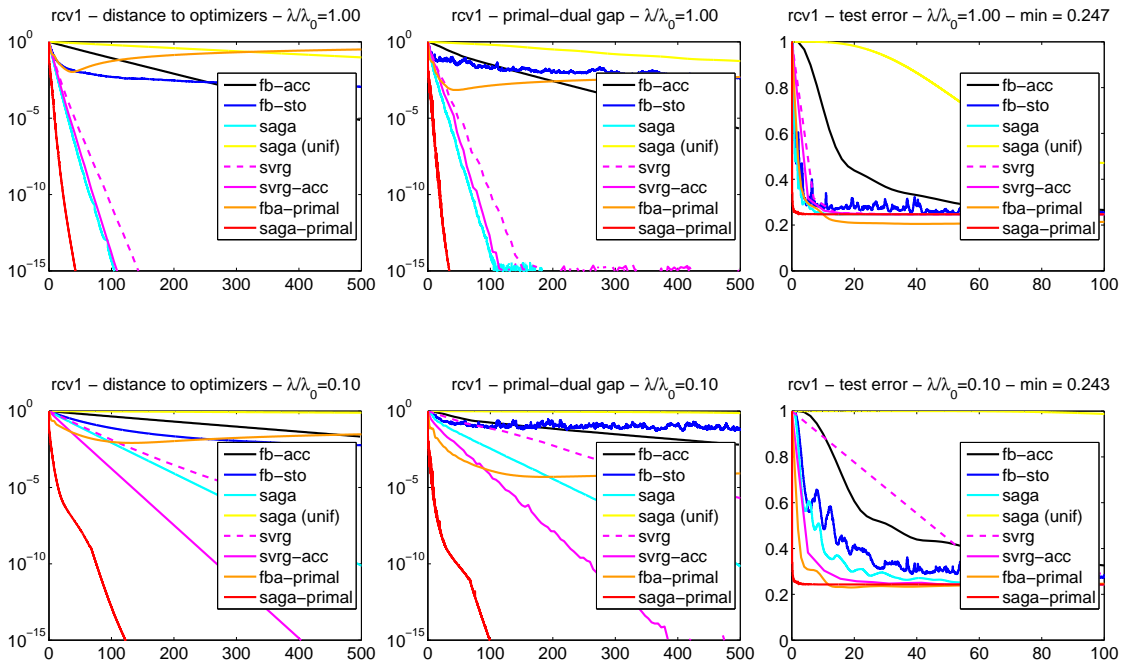 rcv1 − distance to optimizers − λ/λ0=1.00
10^0
10^−5
10^−10
10^−15
0 100 200 300 400 500
fb−acc
fb−sto
saga
saga (unif)
svrg
svrg−acc
fba−primal
saga−primal
rcv1 − primal−dual gap − λ/λ0=1.00
10^0
10^−5
10^−10
10^−15
0 100 200 300 400 500
fb−acc
fb−sto
saga
saga (unif)
svrg
svrg−acc
fba−primal
saga−primal
rcv1 − test error − λ/λ0=1.00 − min = 0.247
1
0.8
0.6
0.4
0.2
0
0 20 40 60 80 100
fb−acc
fb−sto
saga
saga (unif)
svrg
svrg−acc
fba−primal
saga−primal
rcv1 − distance to optimizers − λ/λ0=0.10
10^0
10^−5
10^−10
10^−15
0 100 200 300 400 500
fb−acc
fb−sto
saga
saga (unif)
svrg
svrg−acc
fba−primal
saga−primal
rcv1 − primal−dual gap − λ/λ0=0.10
10^0
10^−5
10^−10
10^−15
0 100 200 300 400 500
fb−acc
fb−sto
saga
saga (unif)
svrg
svrg−acc
fba−primal
saga−primal
rcv1 − test error − λ/λ0=0.10 − min = 0.243
1
0.8
0.6
0.4
0.2
0
0 20 40 60 80 100
fb−acc
fb−sto
saga
saga (unif)
svrg
svrg−acc
fba−primal
saga−primal